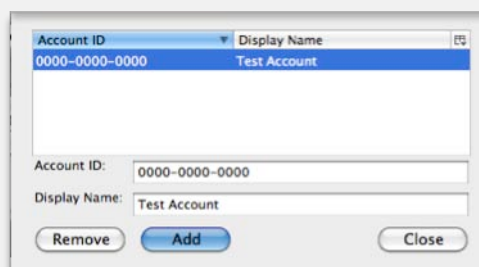 Account ID Display Name
0000-0000-0000 Test Account
Account ID: 0000-0000-0000
Display Name: Test Account
Remove Add Close